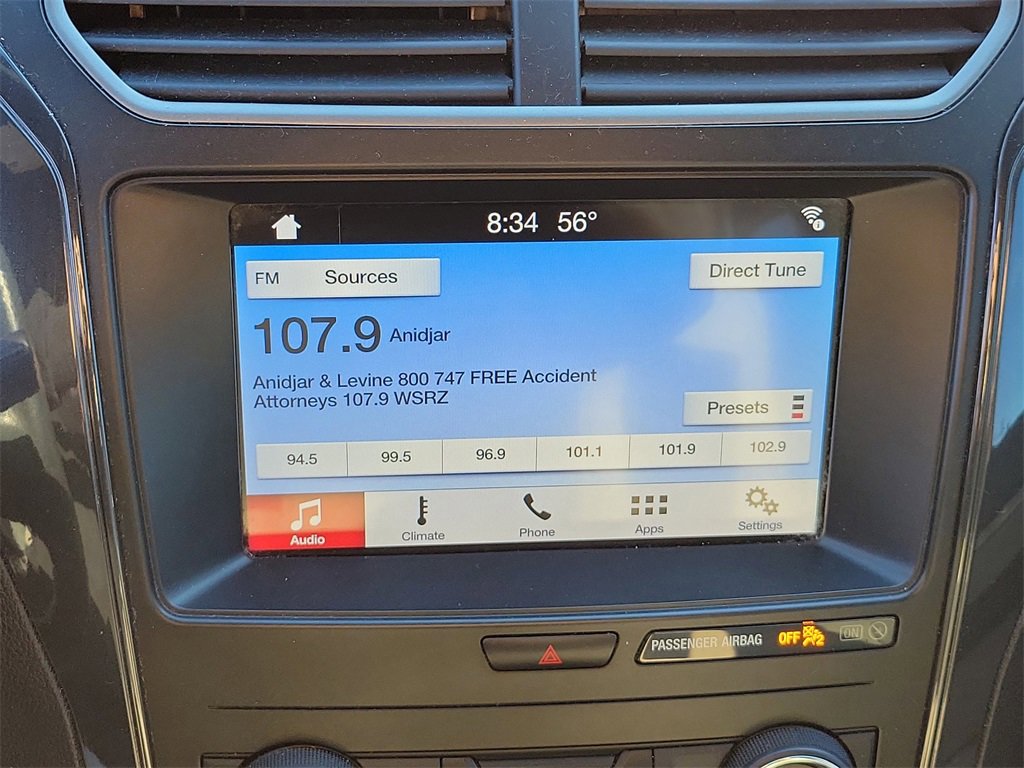 8:34 56°
FM Sources
Direct Tune
107.9 Anidjar
Anidjar & Levine 800 747 FREE Accident
Attorneys 107.9 WSRZ
Presets
94.5 99.5 96.9 101.1 101.9 102.9
Audio Climate Phone Apps Settings
PASSENGER AIRBAG OFF ON